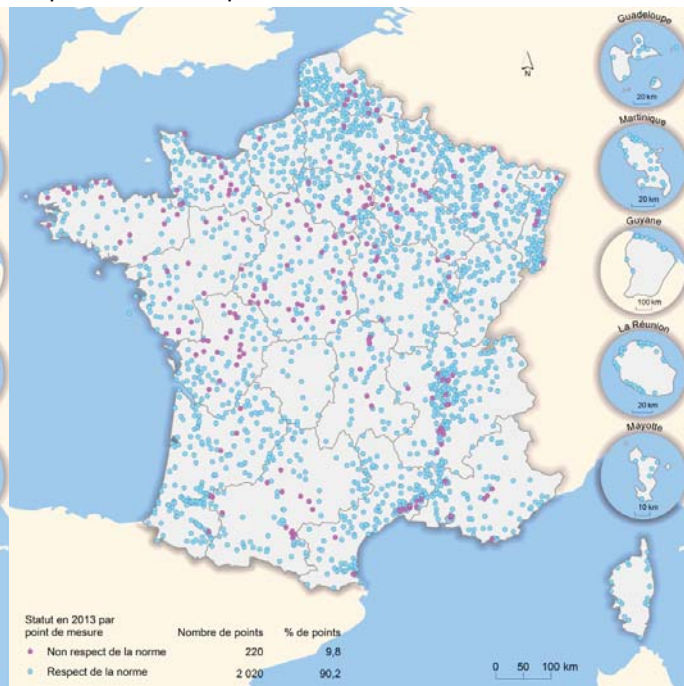 Guadeloupe
20 km
Martinique
20 km
Guyane
100 km
La Réunion
20 km
Mayotte
10 km
N
Statut en 2013 par
point de mesure Nombre de points % de points
Non respect de la norme 220 9,8
Respect de la norme 2 020 90,2
0 50 100 km